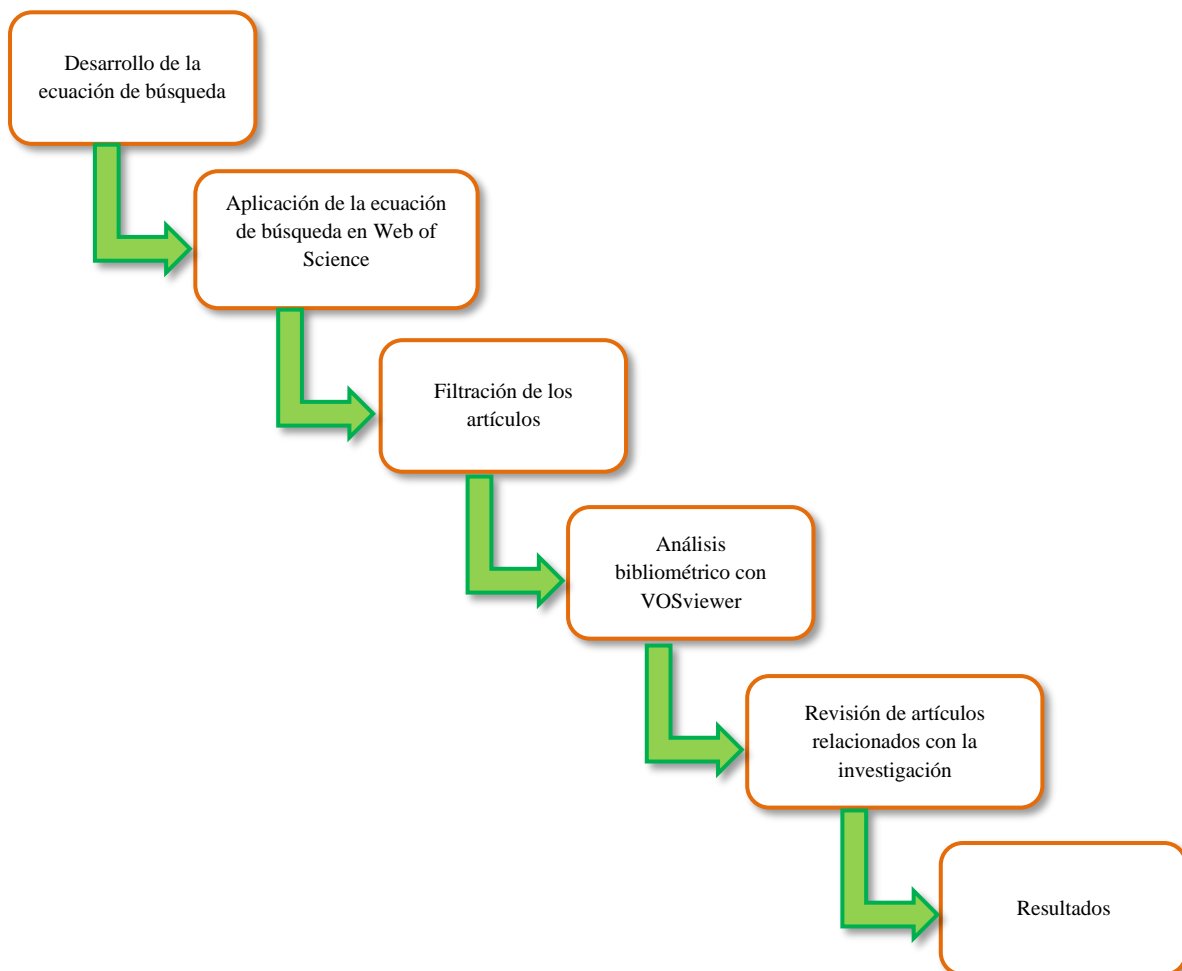 Desarrollo de la
ecuación de búsqueda
Aplicación de la ecuación
de búsqueda en Web of
Science
Filtración de los
artículos
Análisis
bibliométrico con
VOSviewer
Revisión de artículos
relacionados con la
investigación
Resultados